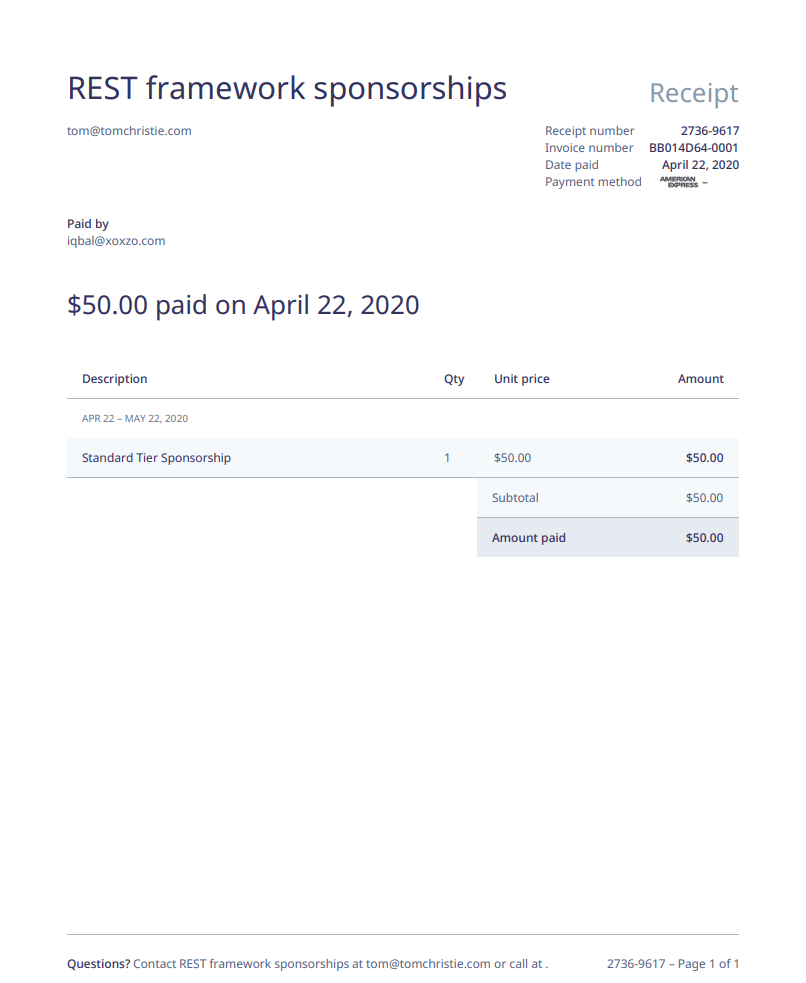 REST framework sponsorships
Receipt
tom@tomchristie.com
Receipt number 2736-9617
Invoice number BB014D64-0001
Date paid April 22, 2020
Payment method AMERICAN EXPRESS –
Paid by
iqbal@xoxzo.com
$50.00 paid on April 22, 2020
Description Qty Unit price Amount
APR 22 – MAY 22, 2020
Standard Tier Sponsorship 1 $50.00 $50.00
Subtotal $50.00
Amount paid $50.00
Questions? Contact REST framework sponsorships at tom@tomchristie.com or call at .
2736-9617 – Page 1 of 1